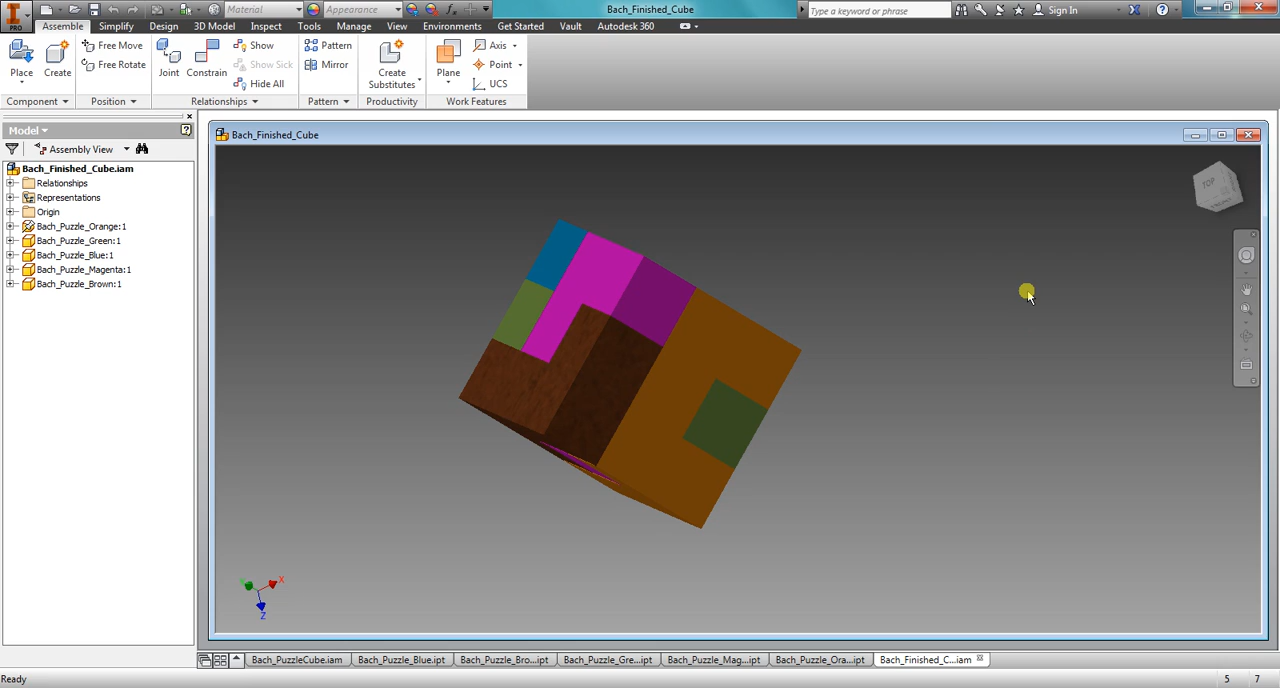 PRO
Material
Appearance
Bach_Finished_Cube
Type a keyword or phrase
Sign In
Assemble Simplify Design 3D Model Inspect Tools Manage View Environments Get Started Vault Autodesk 360
Place
Create
Free Move
Free Rotate
Joint
Constrain
Show
Show Sick
Hide All
Pattern
Mirror
Create
Substitutes
Plane
Axis
Point
UCS
Component Position Relationships Pattern Productivity Work Features
Model
Assembly View
Bach_Finished_Cube.iam
Relationships
Representations
Origin
Bach_Puzzle_Orange:1
Bach_Puzzle_Green:1
Bach_Puzzle_Blue:1
Bach_Puzzle_Magenta:1
Bach_Puzzle_Brown:1
Bach_Finished_Cube
TOP
X
Z
Bach_PuzzleCube.iam Bach_Puzzle_Blue.ipt Bach_Puzzle_Bro...ipt Bach_Puzzle_Gre...ipt Bach_Puzzle_Mag...ipt Bach_Puzzle_Ora...ipt Bach_Finished_C...iam
Ready 5 7